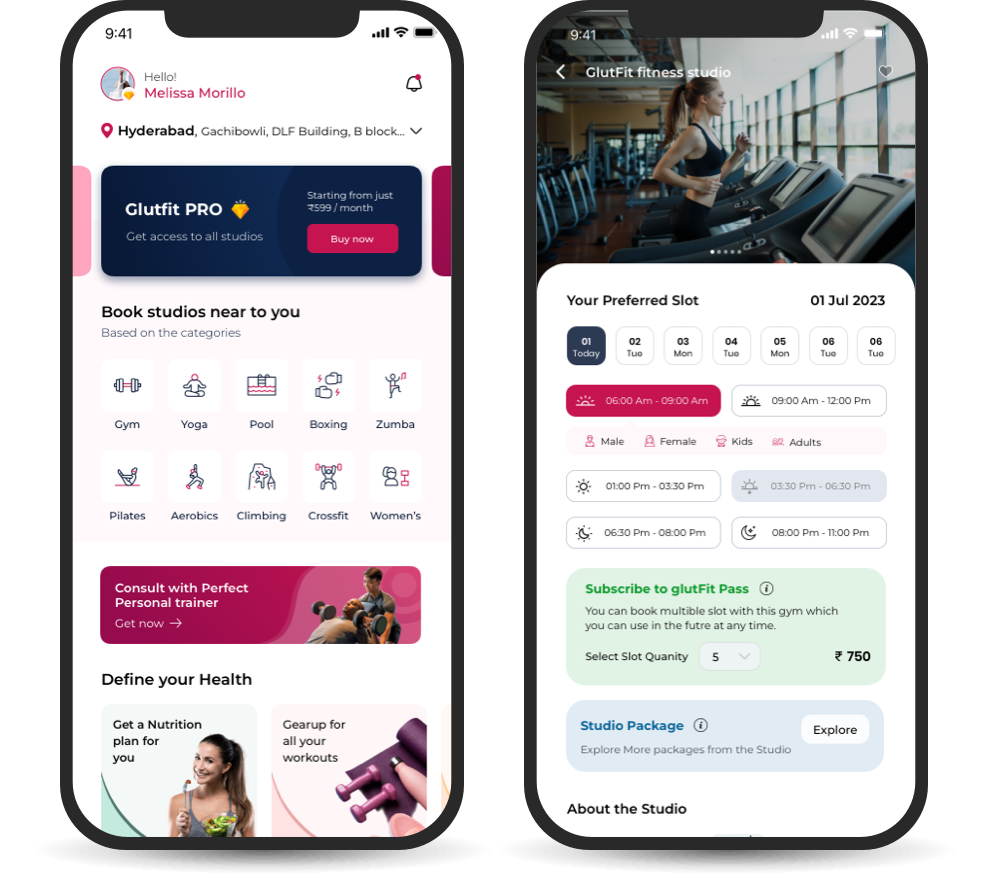 9:41
Hello!
Melissa Morillo
Hyderabad, Gachibowli, DLF Building, B block...
Glutfit PRO
Get access to all studios
Starting from just
₹599 / month
Buy now
Book studios near to you
Based on the categories
Gym
Yoga
Pool
Boxing
Zumba
Pilates
Aerobics
Climbing
Crossfit
Women's
Consult with Perfect
Personal trainer
Get now →
Define your Health
Get a Nutrition
plan for
you
Gearup for
all your
workouts
9:41
GlutFit fitness studio
Your Preferred Slot
01 Jul 2023
01
Today
02
Tue
03
Mon
04
Tue
05
Mon
06
Tue
06
Tue
06:00 Am - 09:00 Am
09:00 Am - 12:00 Pm
Male
Female
Kids
Adults
01:00 Pm - 03:30 Pm
03:30 Pm - 06:30 Pm
06:30 Pm - 08:00 Pm
08:00 Pm - 11:00 Pm
Subscribe to glutFit Pass
You can book multible slot with this gym which
you can use in the futre at any time.
Select Slot Quanity
5
₹ 750
Studio Package
Explore More packages from the Studio
Explore
About the Studio